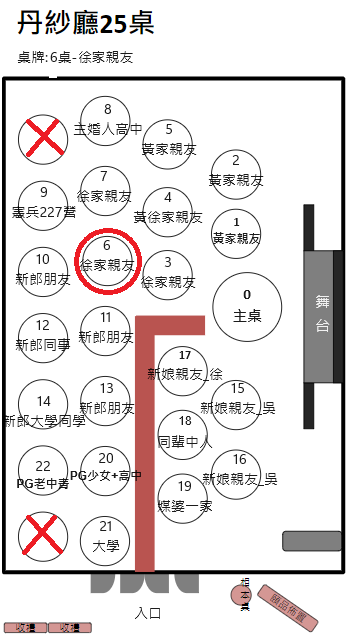 丹紗廳25桌
桌牌:6桌-徐家親友
8
主婚人高中
5
黃家親友
2
黃家親友
9
憲兵227營
7
徐家親友
4
黃徐家親友
1
黃家親友
10
新郎朋友
6
徐家親友
3
徐家親友
0
主桌
舞
台
12
新郎同事
11
新郎朋友
17
新娘親友_徐
14
新郎大學同學
13
新郎朋友
15
新娘親友_吳
18
同輩中人
22
PG老中青
20
PG少女+高中
16
新娘親友_吳
19
媒婆一家
21
大學
入口
收禮
收禮
相
本
桌